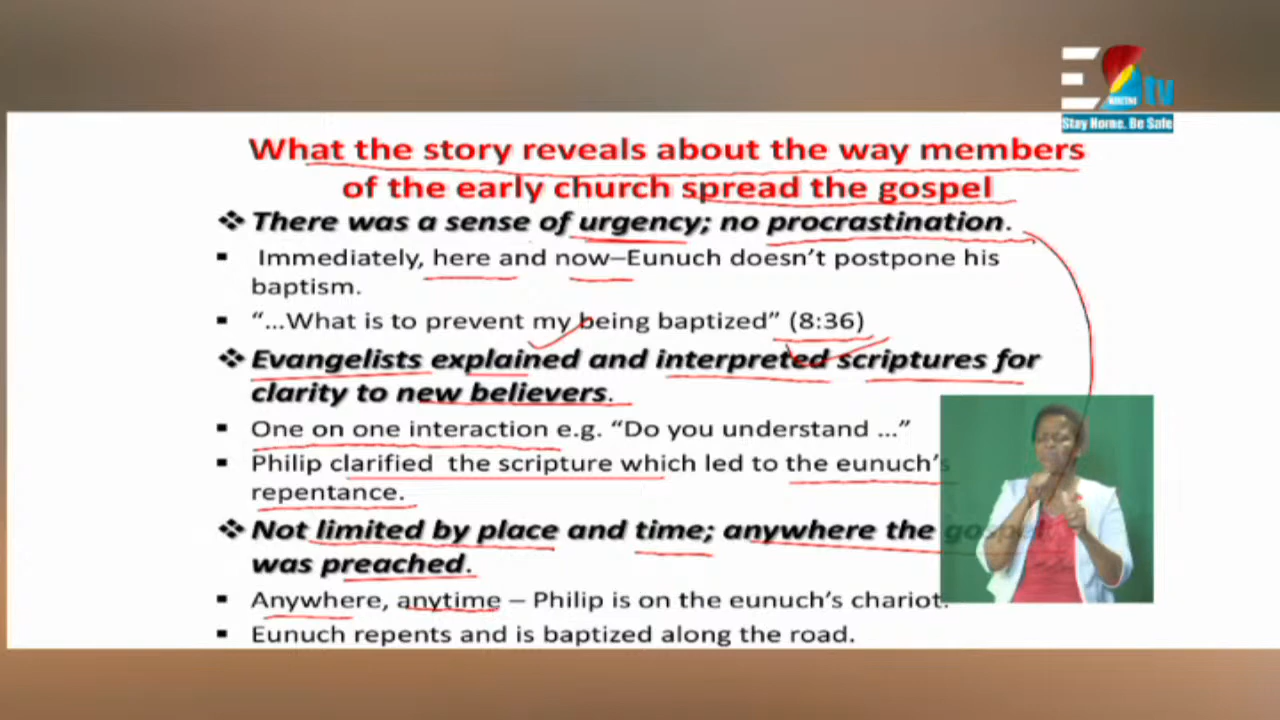 E tv
Stay Home. Be Safe
What the story reveals about the way members
of the early church spread the gospel
❖ There was a sense of urgency; no procrastination.
▪ Immediately, here and now–Eunuch doesn't postpone his
baptism.
▪ "...What is to prevent my being baptized" (8:36)
❖ Evangelists explained and interpreted scriptures for
clarity to new believers.
▪ One on one interaction e.g. "Do you understand ..."
▪ Philip clarified the scripture which led to the eunuch's
repentance.
❖ Not limited by place and time; anywhere the gospel
was preached.
▪ Anywhere, anytime – Philip is on the eunuch's chariot.
▪ Eunuch repents and is baptized along the road.